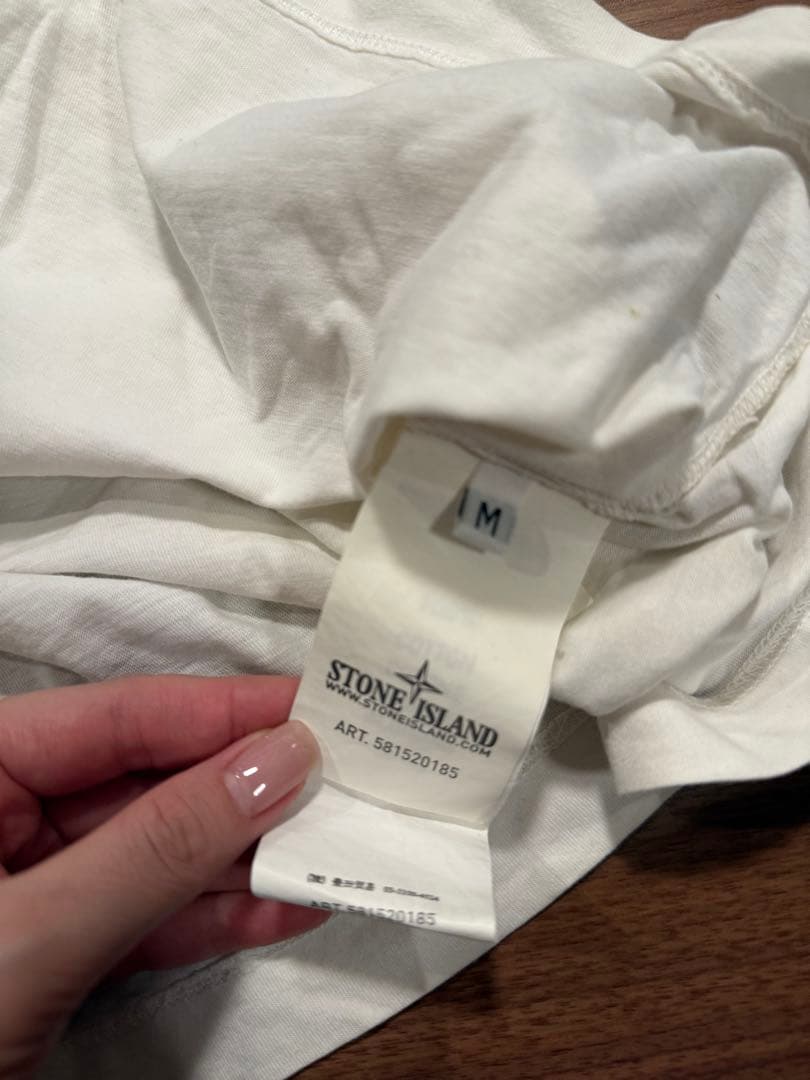 M
STONE ISLAND
WWW.STONEISLAND.COM
ART. 581520185
ART. 581520185